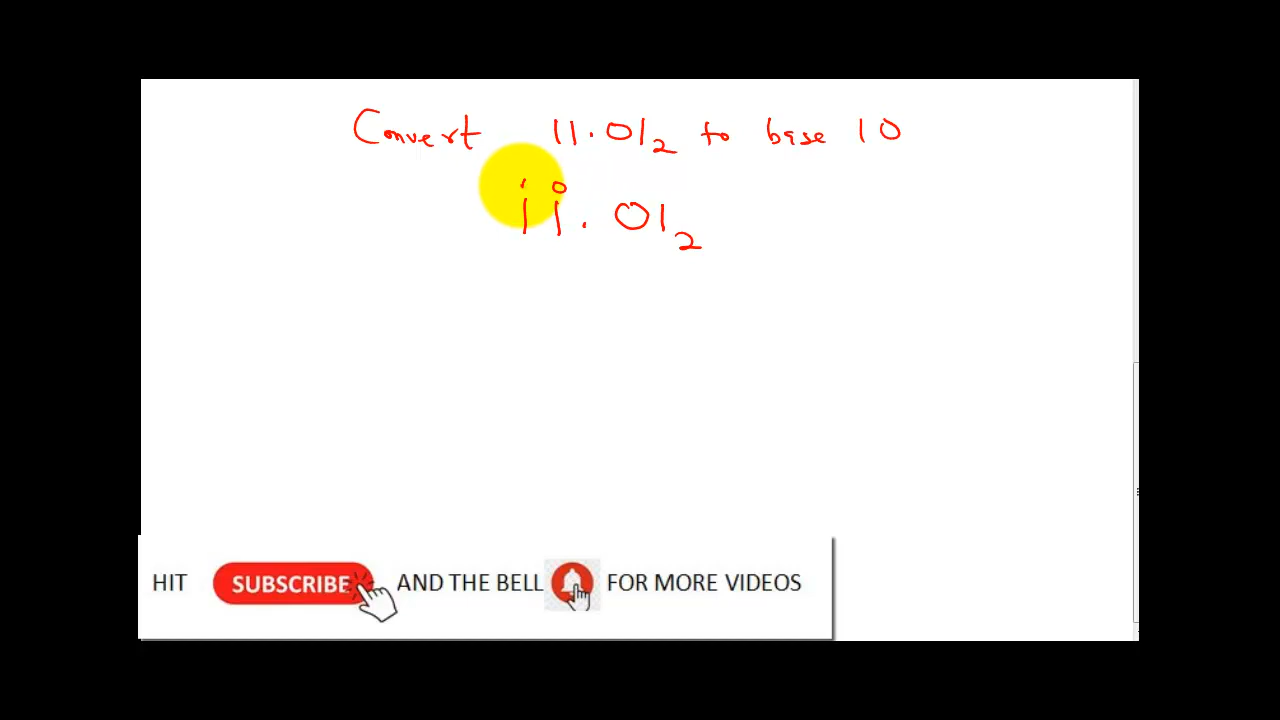 Convert 11.01₂ to base 10
1 0
11.01₂
HIT SUBSCRIBE AND THE BELL FOR MORE VIDEOS